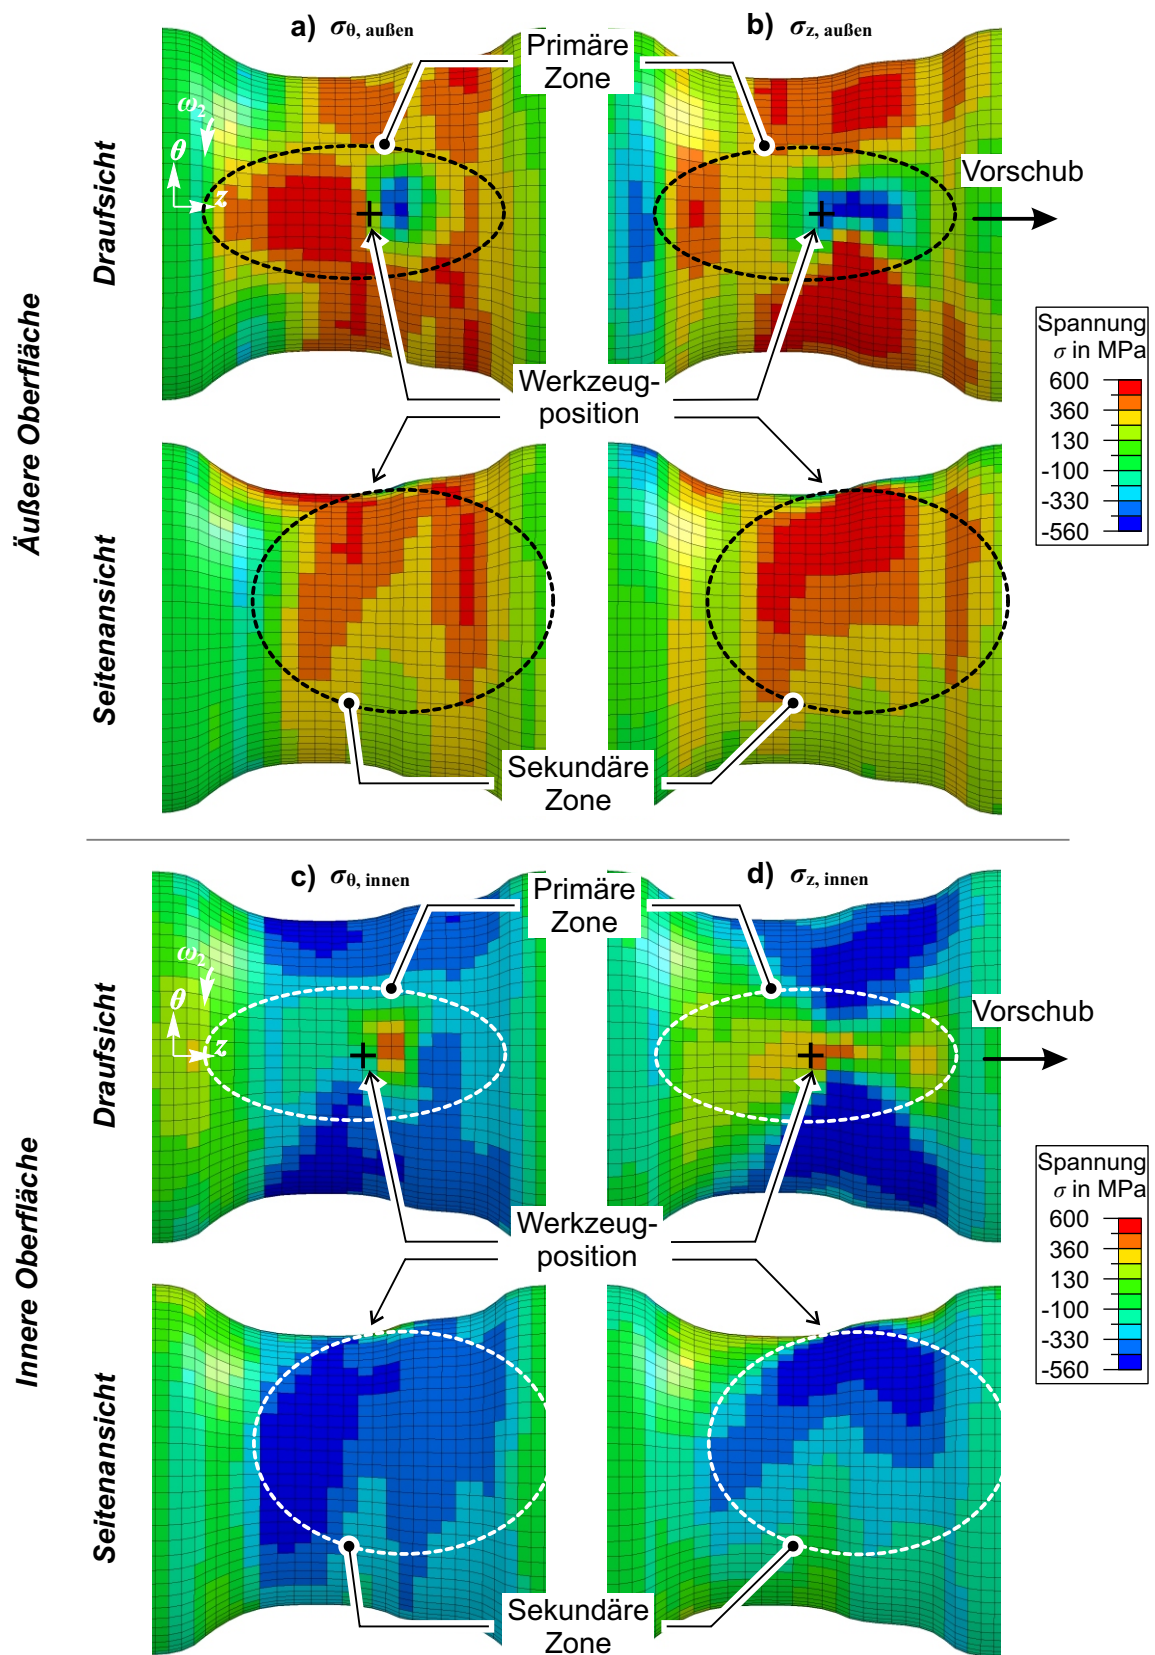 a) σθ, außen
b) σz, außen
Primäre
Zone
ω2
θ
z
Vorschub
Draufsicht
Äußere Oberfläche
Werkzeug-
position
Spannung
σ in MPa
600
360
130
-100
-330
-560
Seitenansicht
Sekundäre
Zone
c) σθ, innen
d) σz, innen
Primäre
Zone
ω2
θ
z
Vorschub
Draufsicht
Innere Oberfläche
Werkzeug-
position
Spannung
σ in MPa
600
360
130
-100
-330
-560
Seitenansicht
Sekundäre
Zone